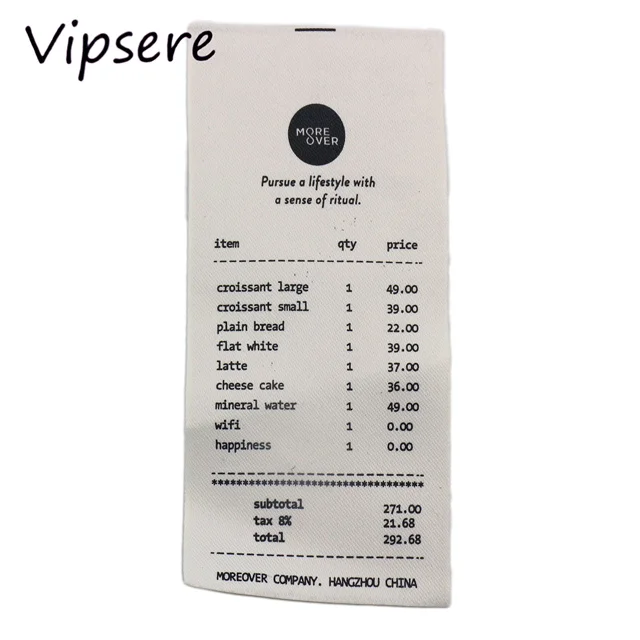 Vipsere
MORE
OVER
Pursue a lifestyle with
a sense of ritual.
item qty price
croissant large 1 49.00
croissant small 1 39.00
plain bread 1 22.00
flat white 1 39.00
latte 1 37.00
cheese cake 1 36.00
mineral water 1 49.00
wifi 1 0.00
happiness 1 0.00
***********************************
subtotal 271.00
tax 8% 21.68
total 292.68
MOREOVER COMPANY. HANGZHOU CHINA